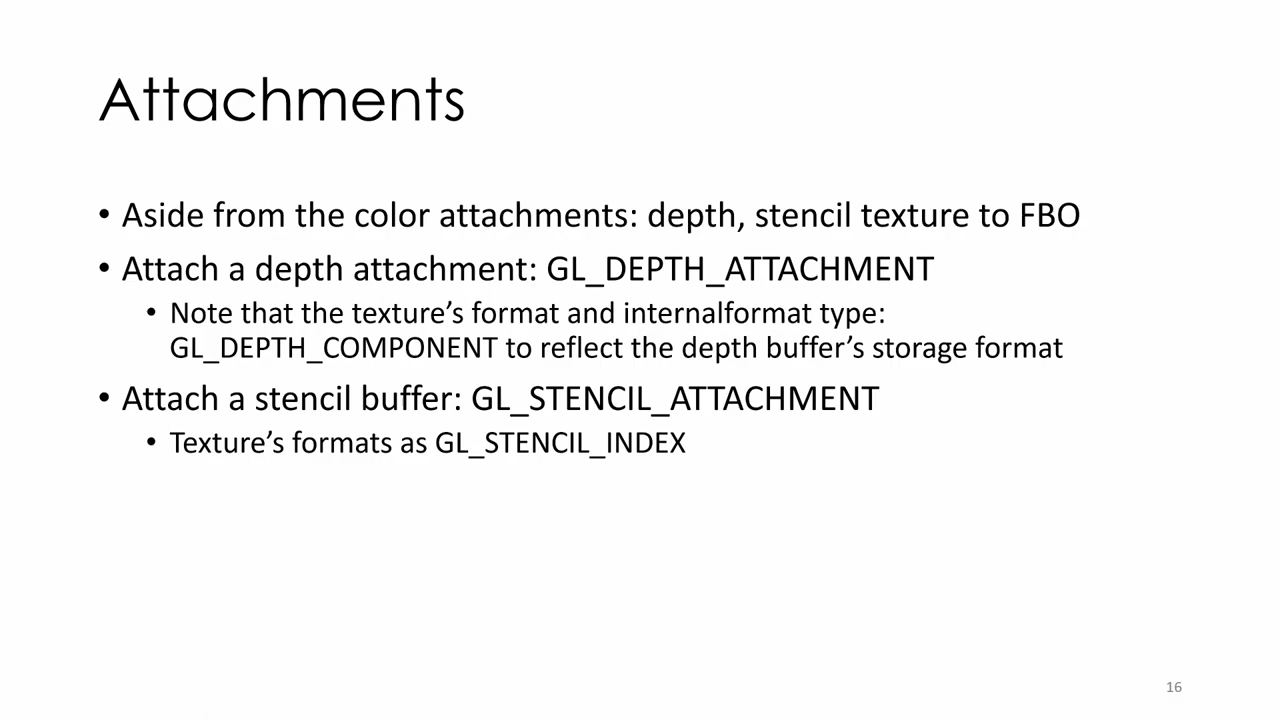 Attachments
• Aside from the color attachments: depth, stencil texture to FBO
• Attach a depth attachment: GL_DEPTH_ATTACHMENT
• Note that the texture’s format and internalformat type:
GL_DEPTH_COMPONENT to reflect the depth buffer’s storage format
• Attach a stencil buffer: GL_STENCIL_ATTACHMENT
• Texture’s formats as GL_STENCIL_INDEX
16